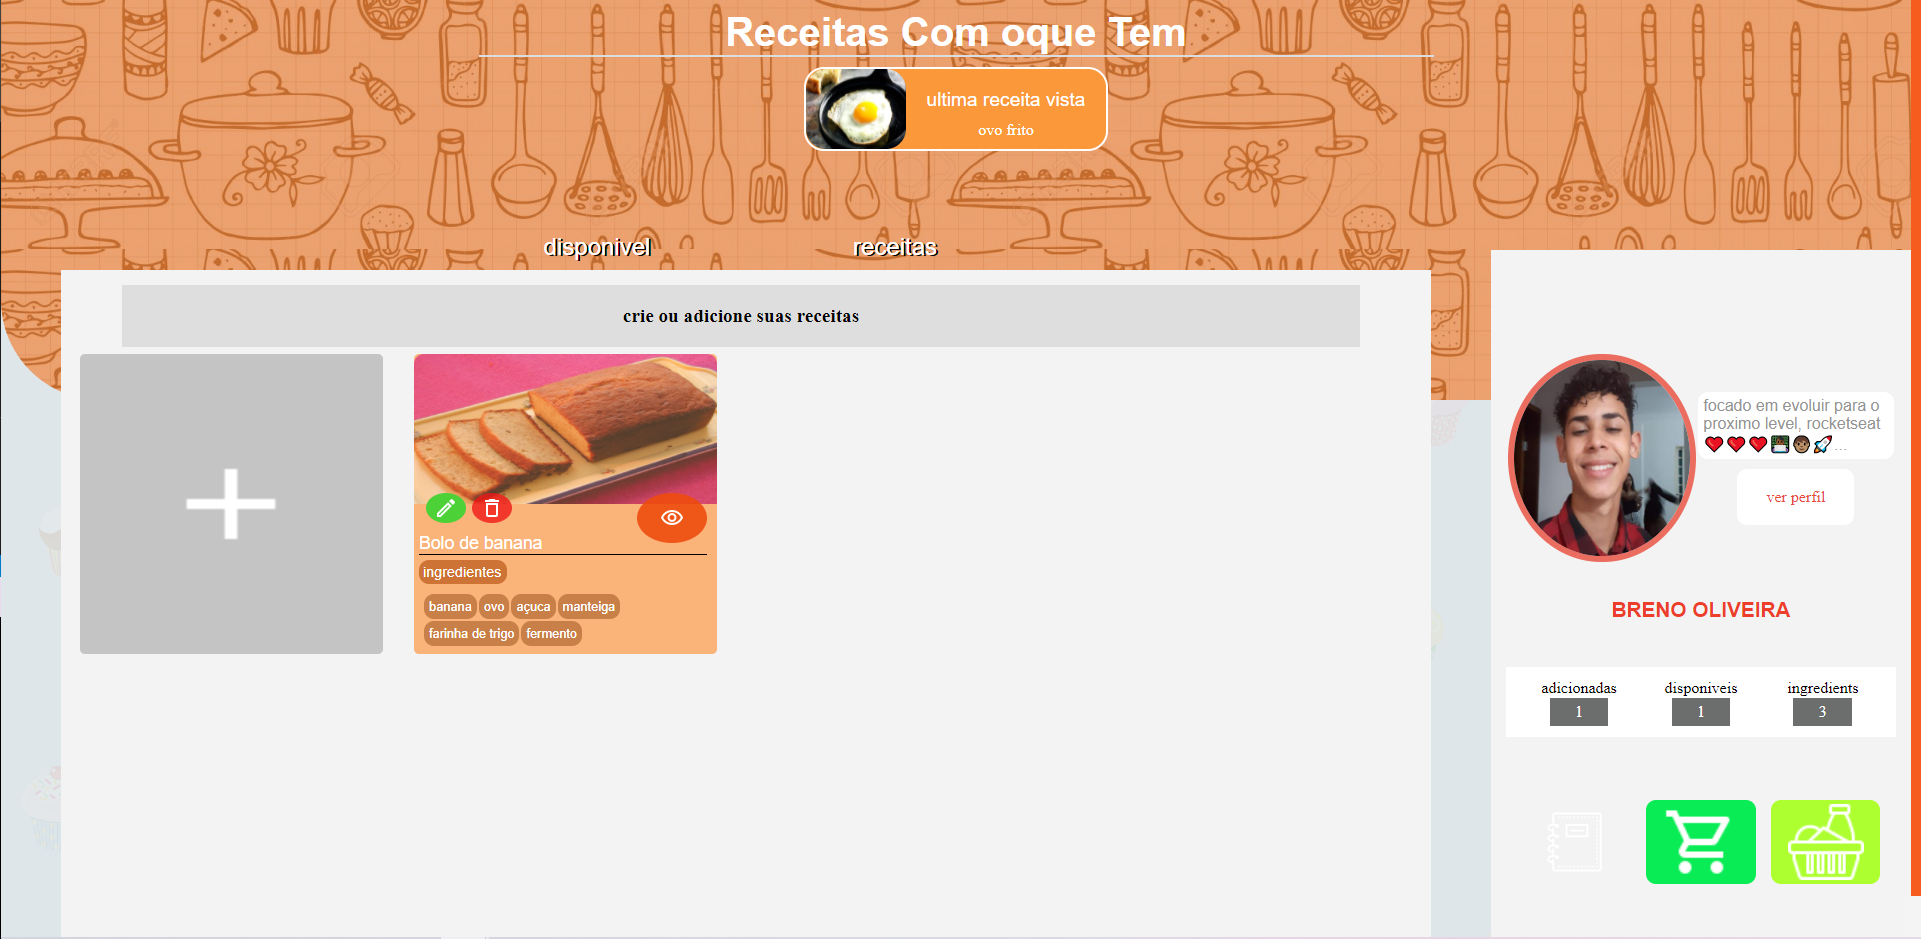 Receitas Com oque Tem
ultima receita vista
ovo frito
disponivel
receitas
crie ou adicione suas receitas
Bolo de banana
ingredientes
banana ovo açuca manteiga
farinha de trigo fermento
focado em evoluir para o
proximo level, rocketseat
❤️❤️❤️👨🏽‍💻🚀...
ver perfil
BRENO OLIVEIRA
adicionadas disponiveis ingredients
1 1 3